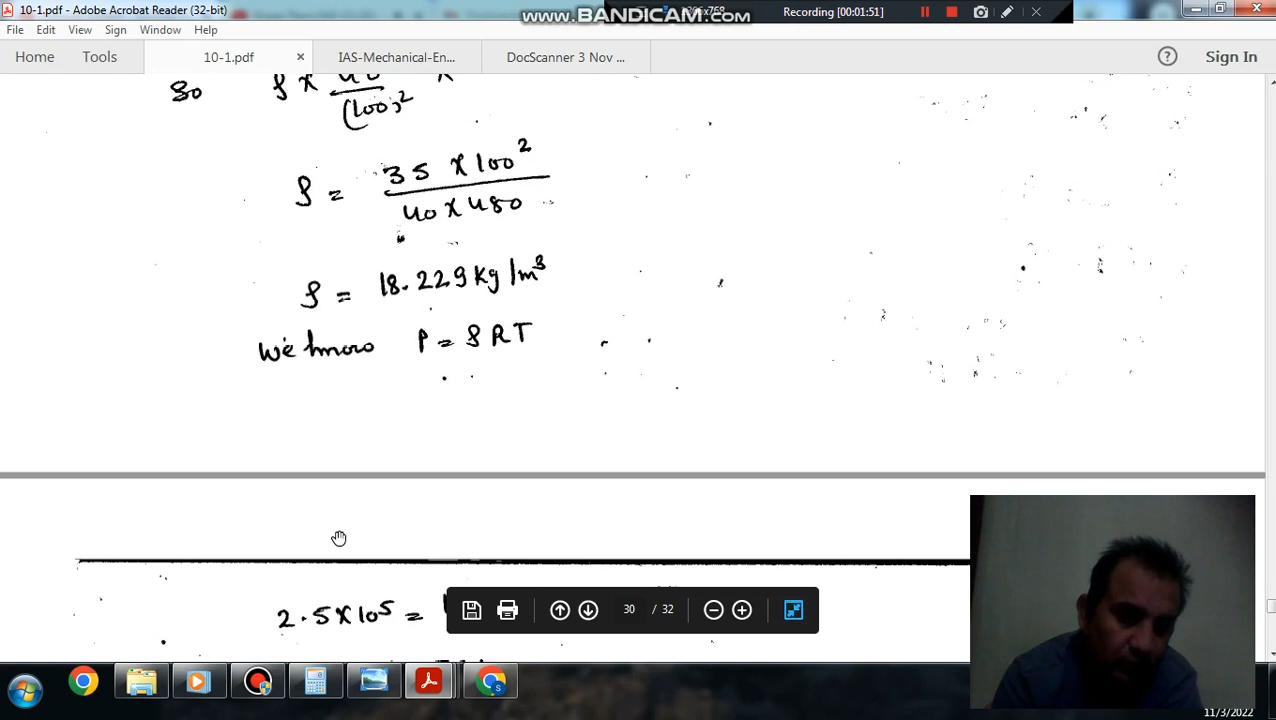 10-1.pdf - Adobe Acrobat Reader (32-bit)
www.BANDICAM.com
Recording [00:01:51]
File Edit View Sign Window Help
Home Tools 10-1.pdf × IAS-Mechanical-En... DocScanner 3 Nov ... Sign In
So ρ × 40 ×
(100)²
ρ = 35 × 100²
40 × 480
ρ = 18.229 kg/m³
We know P = ρRT
2.5 × 10⁵ =
30 / 32
11/3/2022